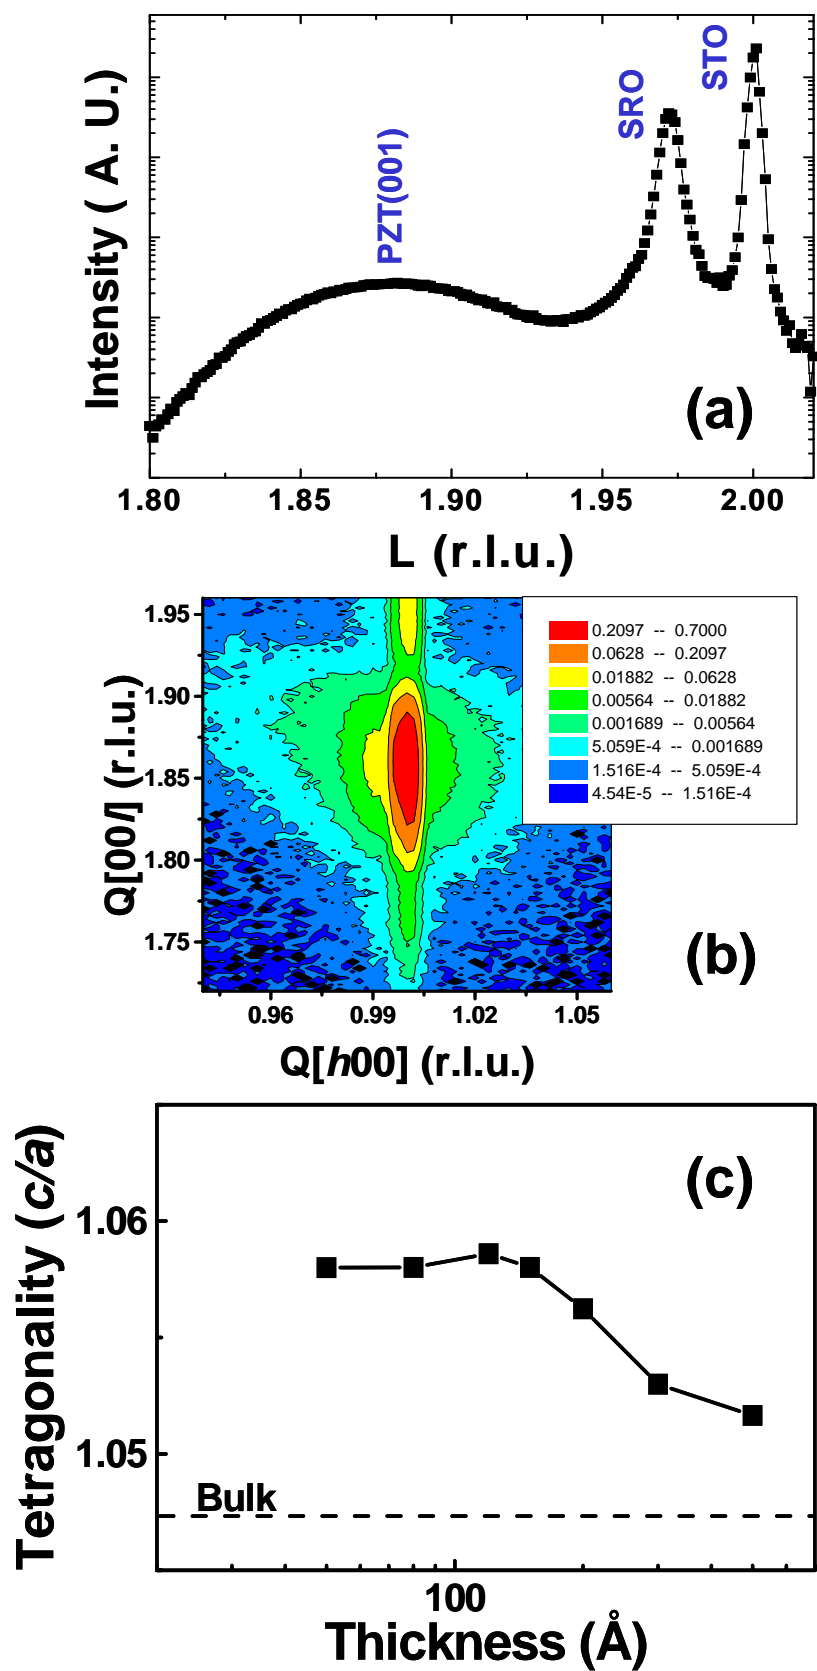 Intensity ( A. U.)
PZT(001)
SRO
STO
(a)
1.80 1.85 1.90 1.95 2.00
L (r.l.u.)
Q[00l] (r.l.u.)
1.95
1.90
1.85
1.80
1.75
0.2097 -- 0.7000
0.0628 -- 0.2097
0.01882 -- 0.0628
0.00564 -- 0.01882
0.001689 -- 0.00564
5.059E-4 -- 0.001689
1.516E-4 -- 5.059E-4
4.54E-5 -- 1.516E-4
(b)
0.96 0.99 1.02 1.05
Q[h00] (r.l.u.)
Tetragonality (c/a)
(c)
1.06
1.05
Bulk
100
Thickness (Å)